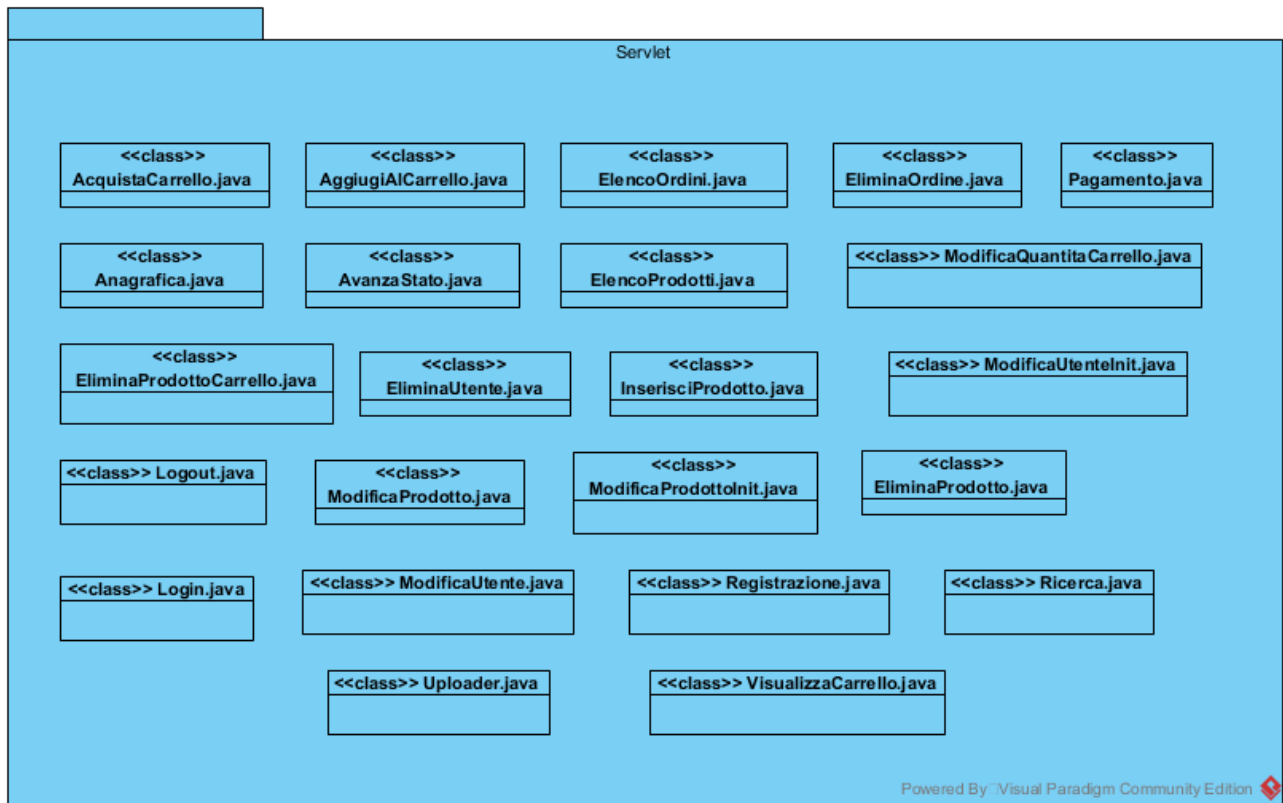 Servlet
<<class>>
AcquistaCarrello.java
<<class>>
AggiugiAlCarrello.java
<<class>>
ElencoOrdini.java
<<class>>
EliminaOrdine.java
<<class>>
Pagamento.java
<<class>>
Anagrafica.java
<<class>>
AvanzaStato.java
<<class>>
ElencoProdotti.java
<<class>> ModificaQuantitaCarrello.java
<<class>>
EliminaProdottoCarrello.java
<<class>>
EliminaUtente.java
<<class>>
InserisciProdotto.java
<<class>> ModificaUtenteInit.java
<<class>> Logout.java
<<class>>
ModificaProdotto.java
<<class>>
ModificaProdottoInit.java
<<class>>
EliminaProdotto.java
<<class>> Login.java
<<class>> ModificaUtente.java
<<class>> Registrazione.java
<<class>> Ricerca.java
<<class>> Uploader.java
<<class>> VisualizzaCarrello.java
Powered By Visual Paradigm Community Edition